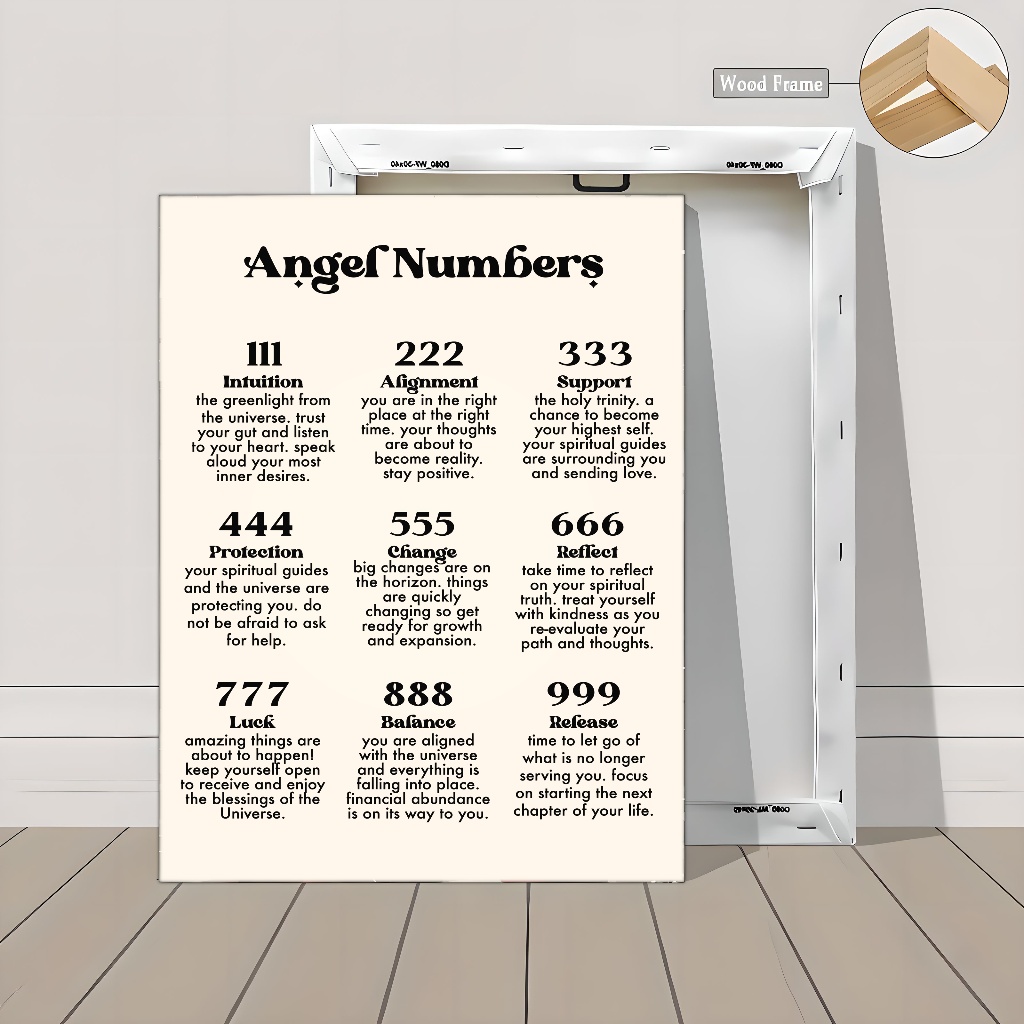 Wood Frame
Angel Numbers
111
Intuition
the greenlight from
the universe. trust
your gut and listen
to your heart. speak
aloud your most
inner desires.
222
Alignment
you are in the right
place at the right
time. your thoughts
are about to
become reality.
stay positive.
333
Support
the holy trinity. a
chance to become
your highest self.
your spiritual guides
are surrounding you
and sending love.
444
Protection
your spiritual guides
and the universe are
protecting you. do
not be afraid to ask
for help.
555
Change
big changes are on
the horizon. things
are quickly
changing so get
ready for growth
and expansion.
666
Reflect
take time to reflect
on your spiritual
truth. treat yourself
with kindness as you
re-evaluate your
path and thoughts.
777
Luck
amazing things are
about to happen!
keep yourself open
to receive and enjoy
the blessings of the
Universe.
888
Balance
you are aligned
with the universe
and everything is
falling into place.
financial abundance
is on its way to you.
999
Release
time to let go of
what is no longer
serving you. focus
on starting the next
chapter of your life.